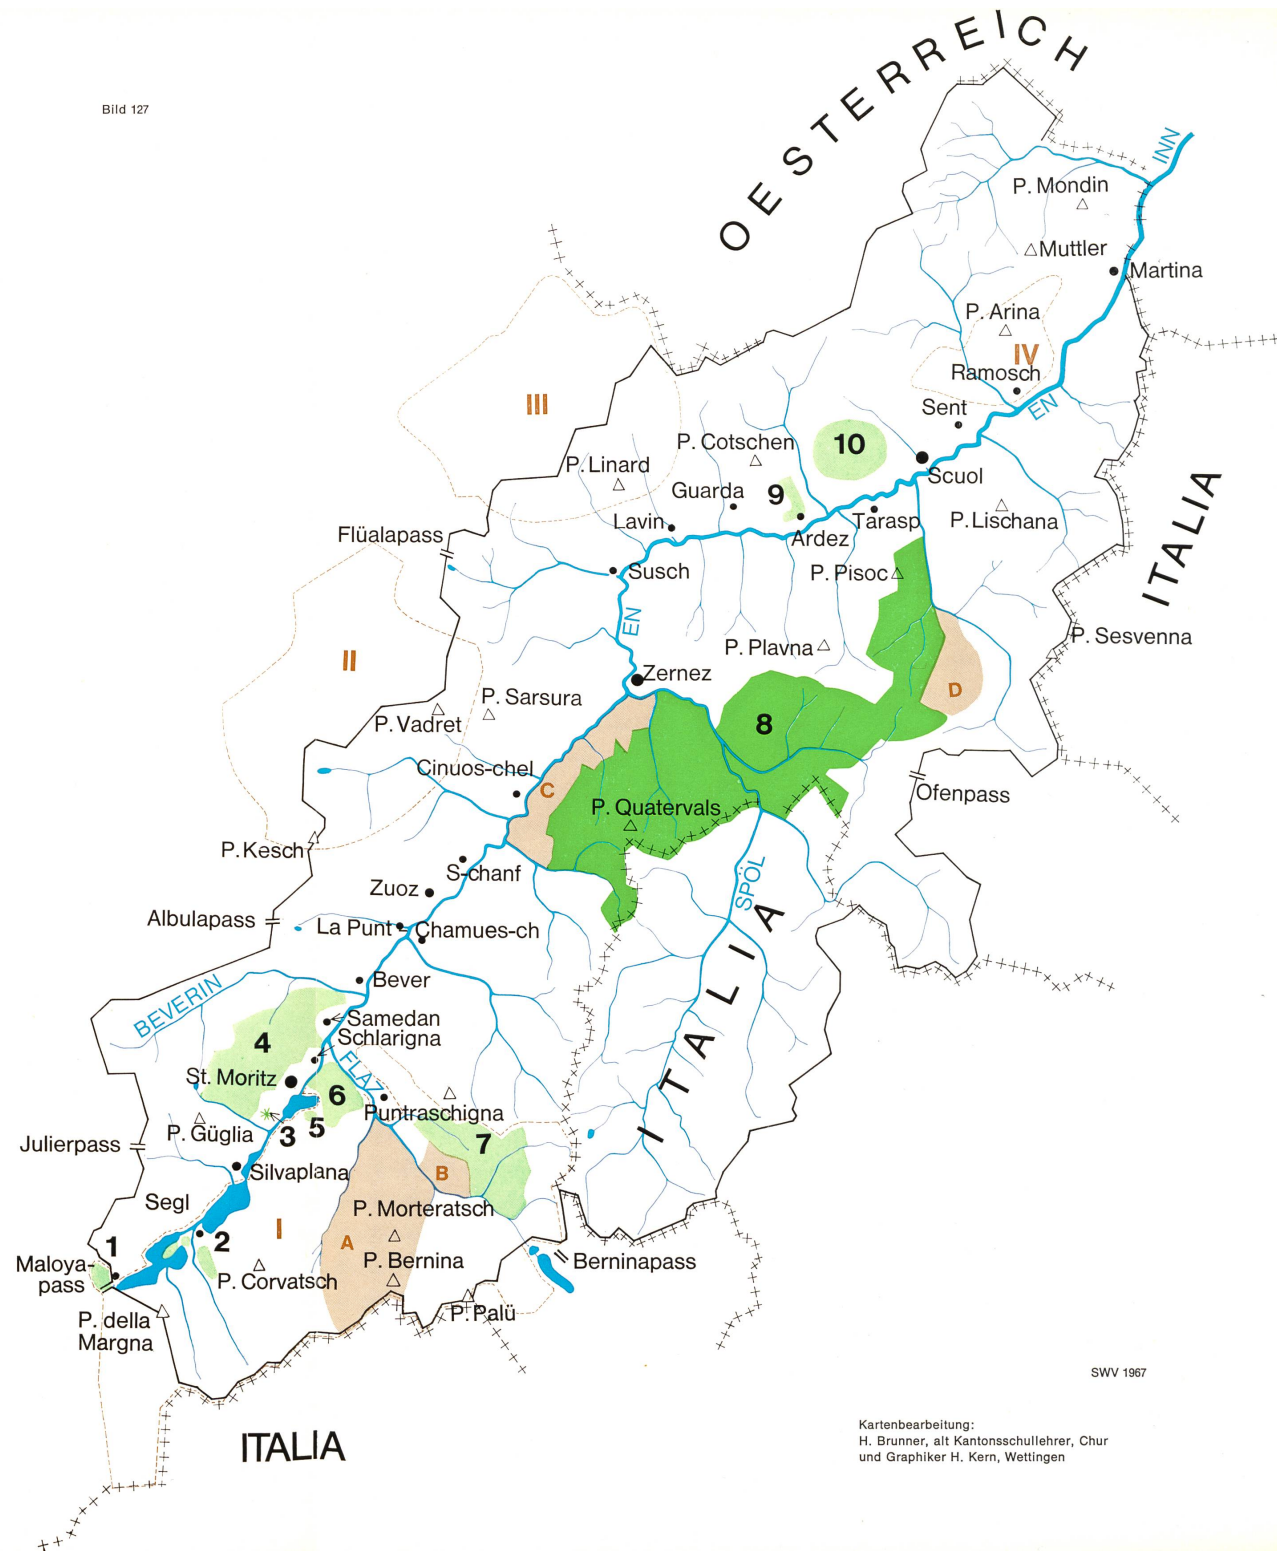 OESTERREICH
Bild 127
INN
P. Mondin
Muttler
Martina
P. Arina
IV
Ramosch
III
Sent
EN
P. Cotschen
10
P. Linard
Scuol
Guarda
9
P. Lischana
Lavin
Tarasp
Ardez
Flüalapass
ITALIA
Susch
P. Pisoc
EN
P. Sesvenna
P. Plavna
II
Zernez
D
P. Sarsura
P. Vadret
8
Cinuos-chel
C
Ofenpass
P. Quatervals
P. Kesch
S-chanf
Zuoz
SPÖL
Albulapass
La Punt-Chamues-ch
ITALIA
Bever
BEVERIN
Samedan
Schlarigna
4
FLAZ
St. Moritz
6
Puntraschigna
P. Güglia
3
5
7
Julierpass
Silvaplana
B
Segl
P. Morteratsch
I
A
1
2
Maloya-
pass
P. Corvatsch
P. Bernina
Berninapass
P. Palü
P. della
Margna
SWV 1967
ITALIA
Kartenbearbeitung:
H. Brunner, alt Kantonsschullehrer, Chur
und Graphiker H. Kern, Wettingen